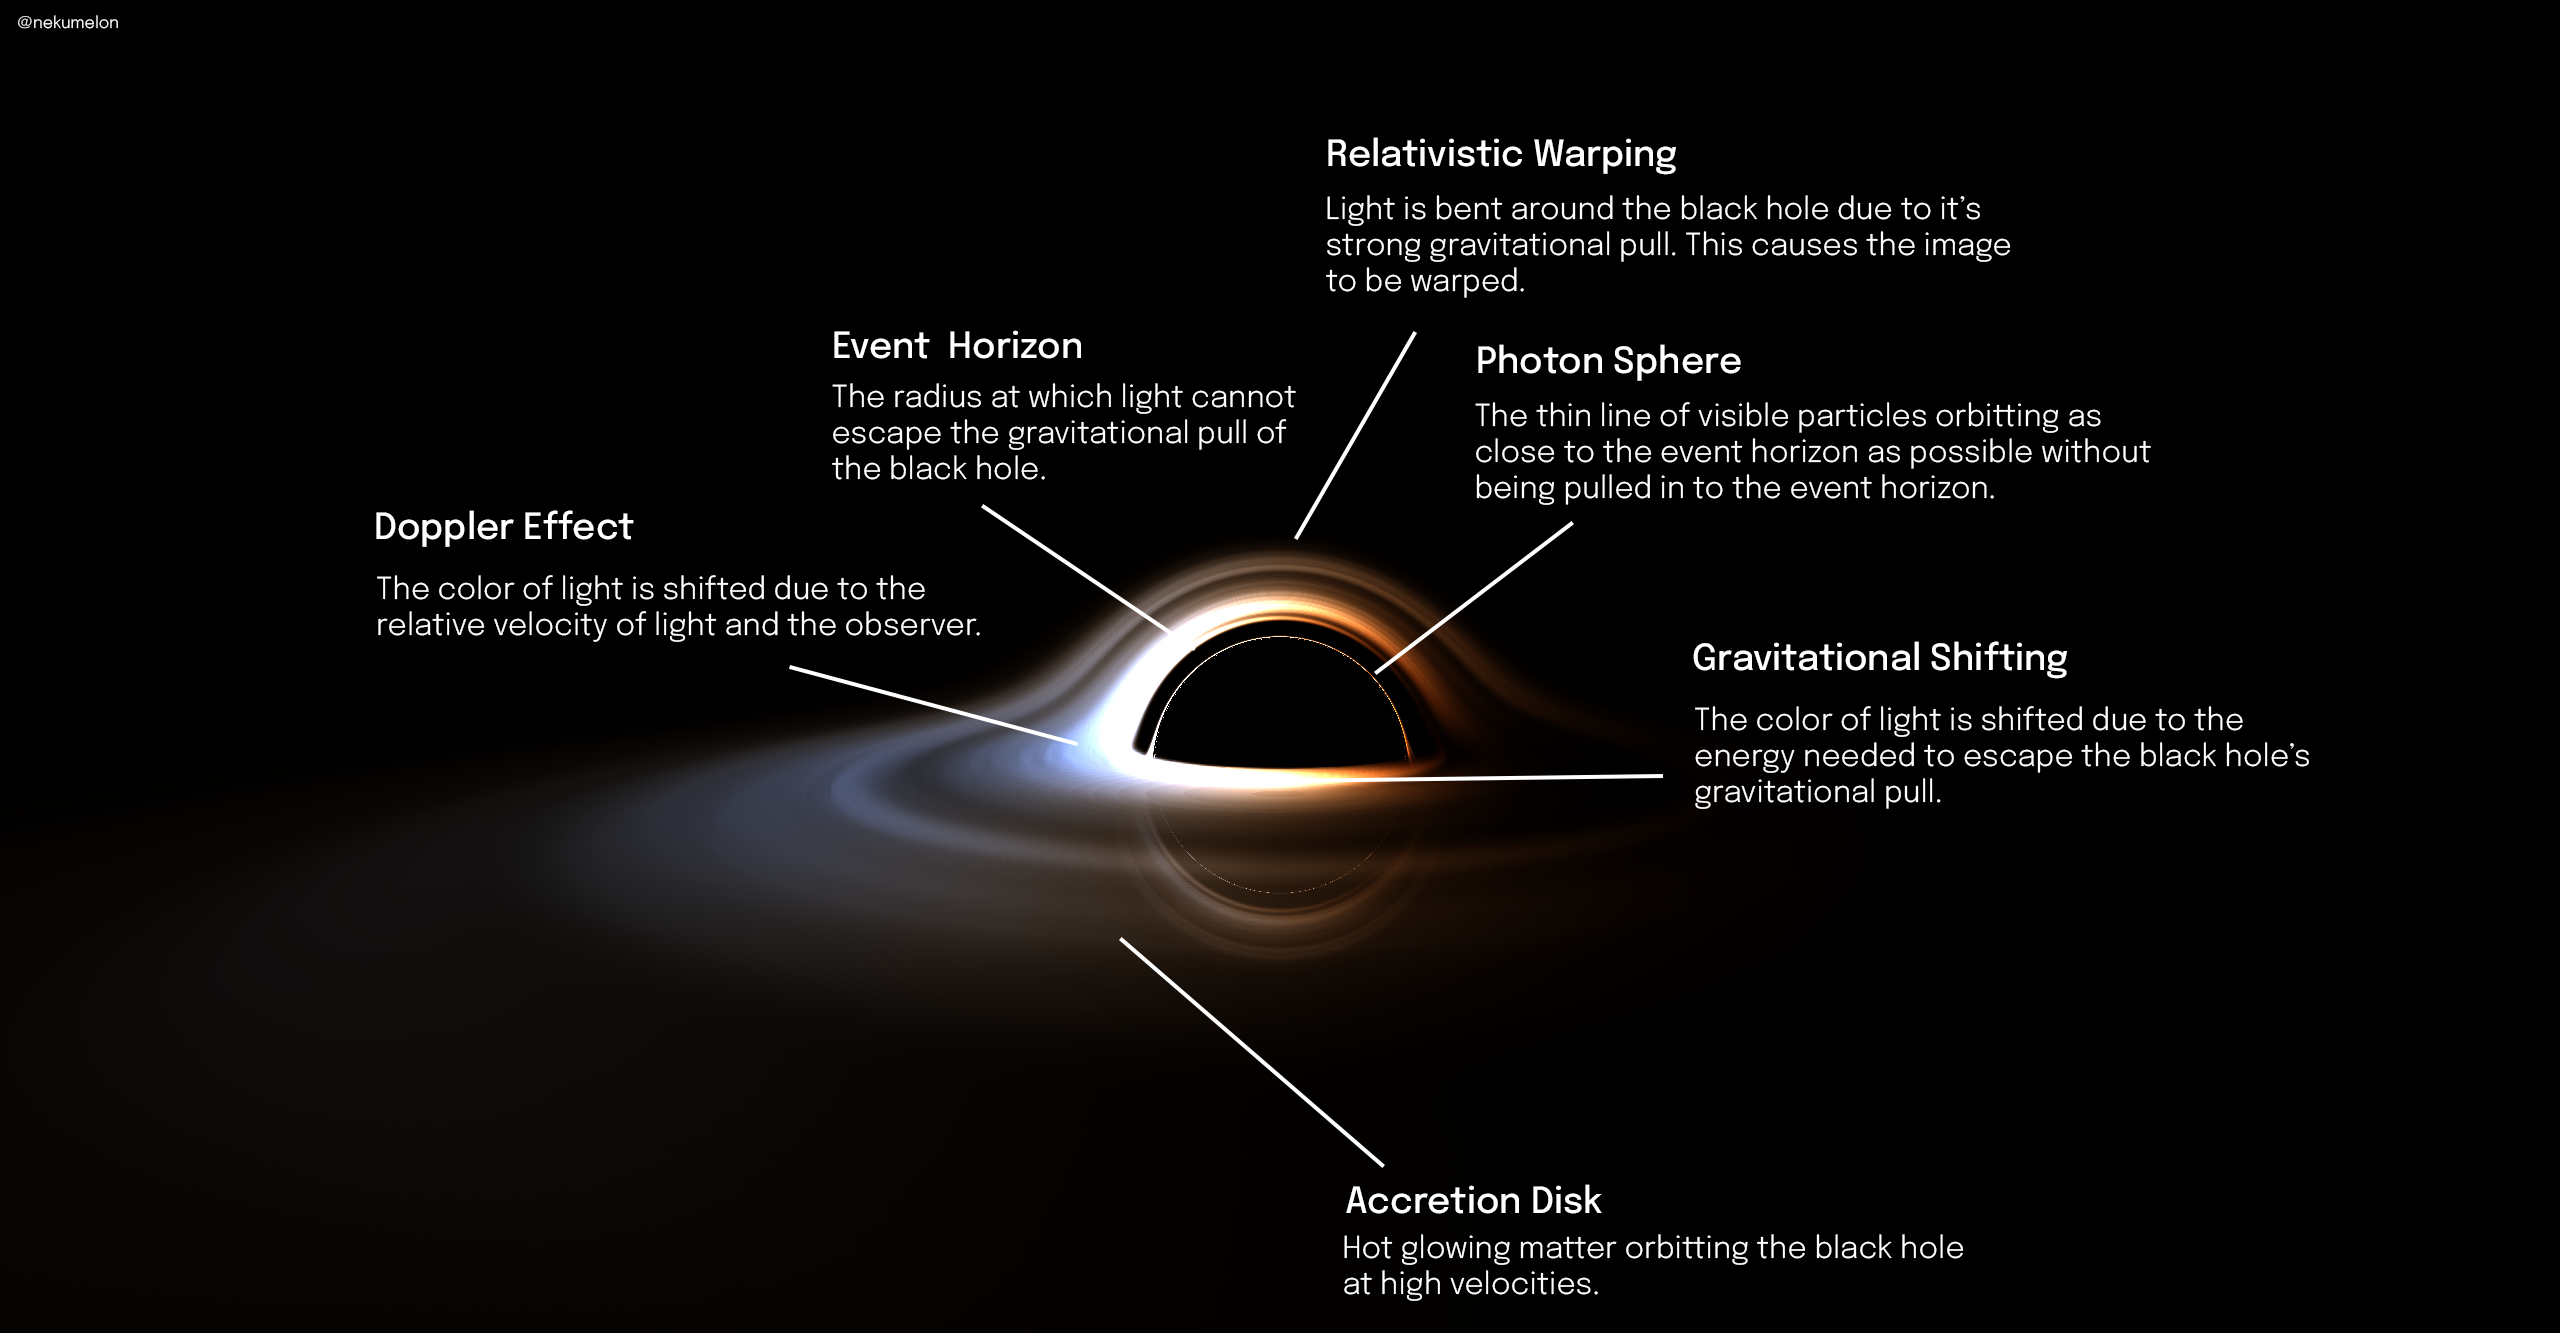 @nekumelon
Relativistic Warping
Light is bent around the black hole due to it's
strong gravitational pull. This causes the image
to be warped.
Event  Horizon
The radius at which light cannot
escape the gravitational pull of
the black hole.
Photon Sphere
The thin line of visible particles orbitting as
close to the event horizon as possible without
being pulled in to the event horizon.
Doppler Effect
The color of light is shifted due to the
relative velocity of light and the observer.
Gravitational Shifting
The color of light is shifted due to the
energy needed to escape the black hole's
gravitational pull.
Accretion Disk
Hot glowing matter orbitting the black hole
at high velocities.